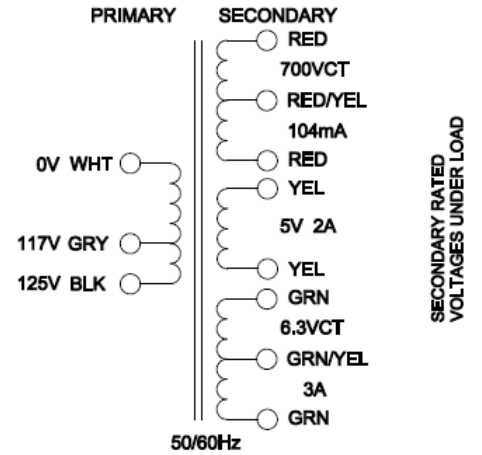 PRIMARY
SECONDARY
RED
700VCT
RED/YEL
104mA
RED
0V WHT
YEL
5V 2A
117V GRY
YEL
125V BLK
GRN
6.3VCT
GRN/YEL
3A
GRN
50/60Hz
SECONDARY RATED
VOLTAGES UNDER LOAD